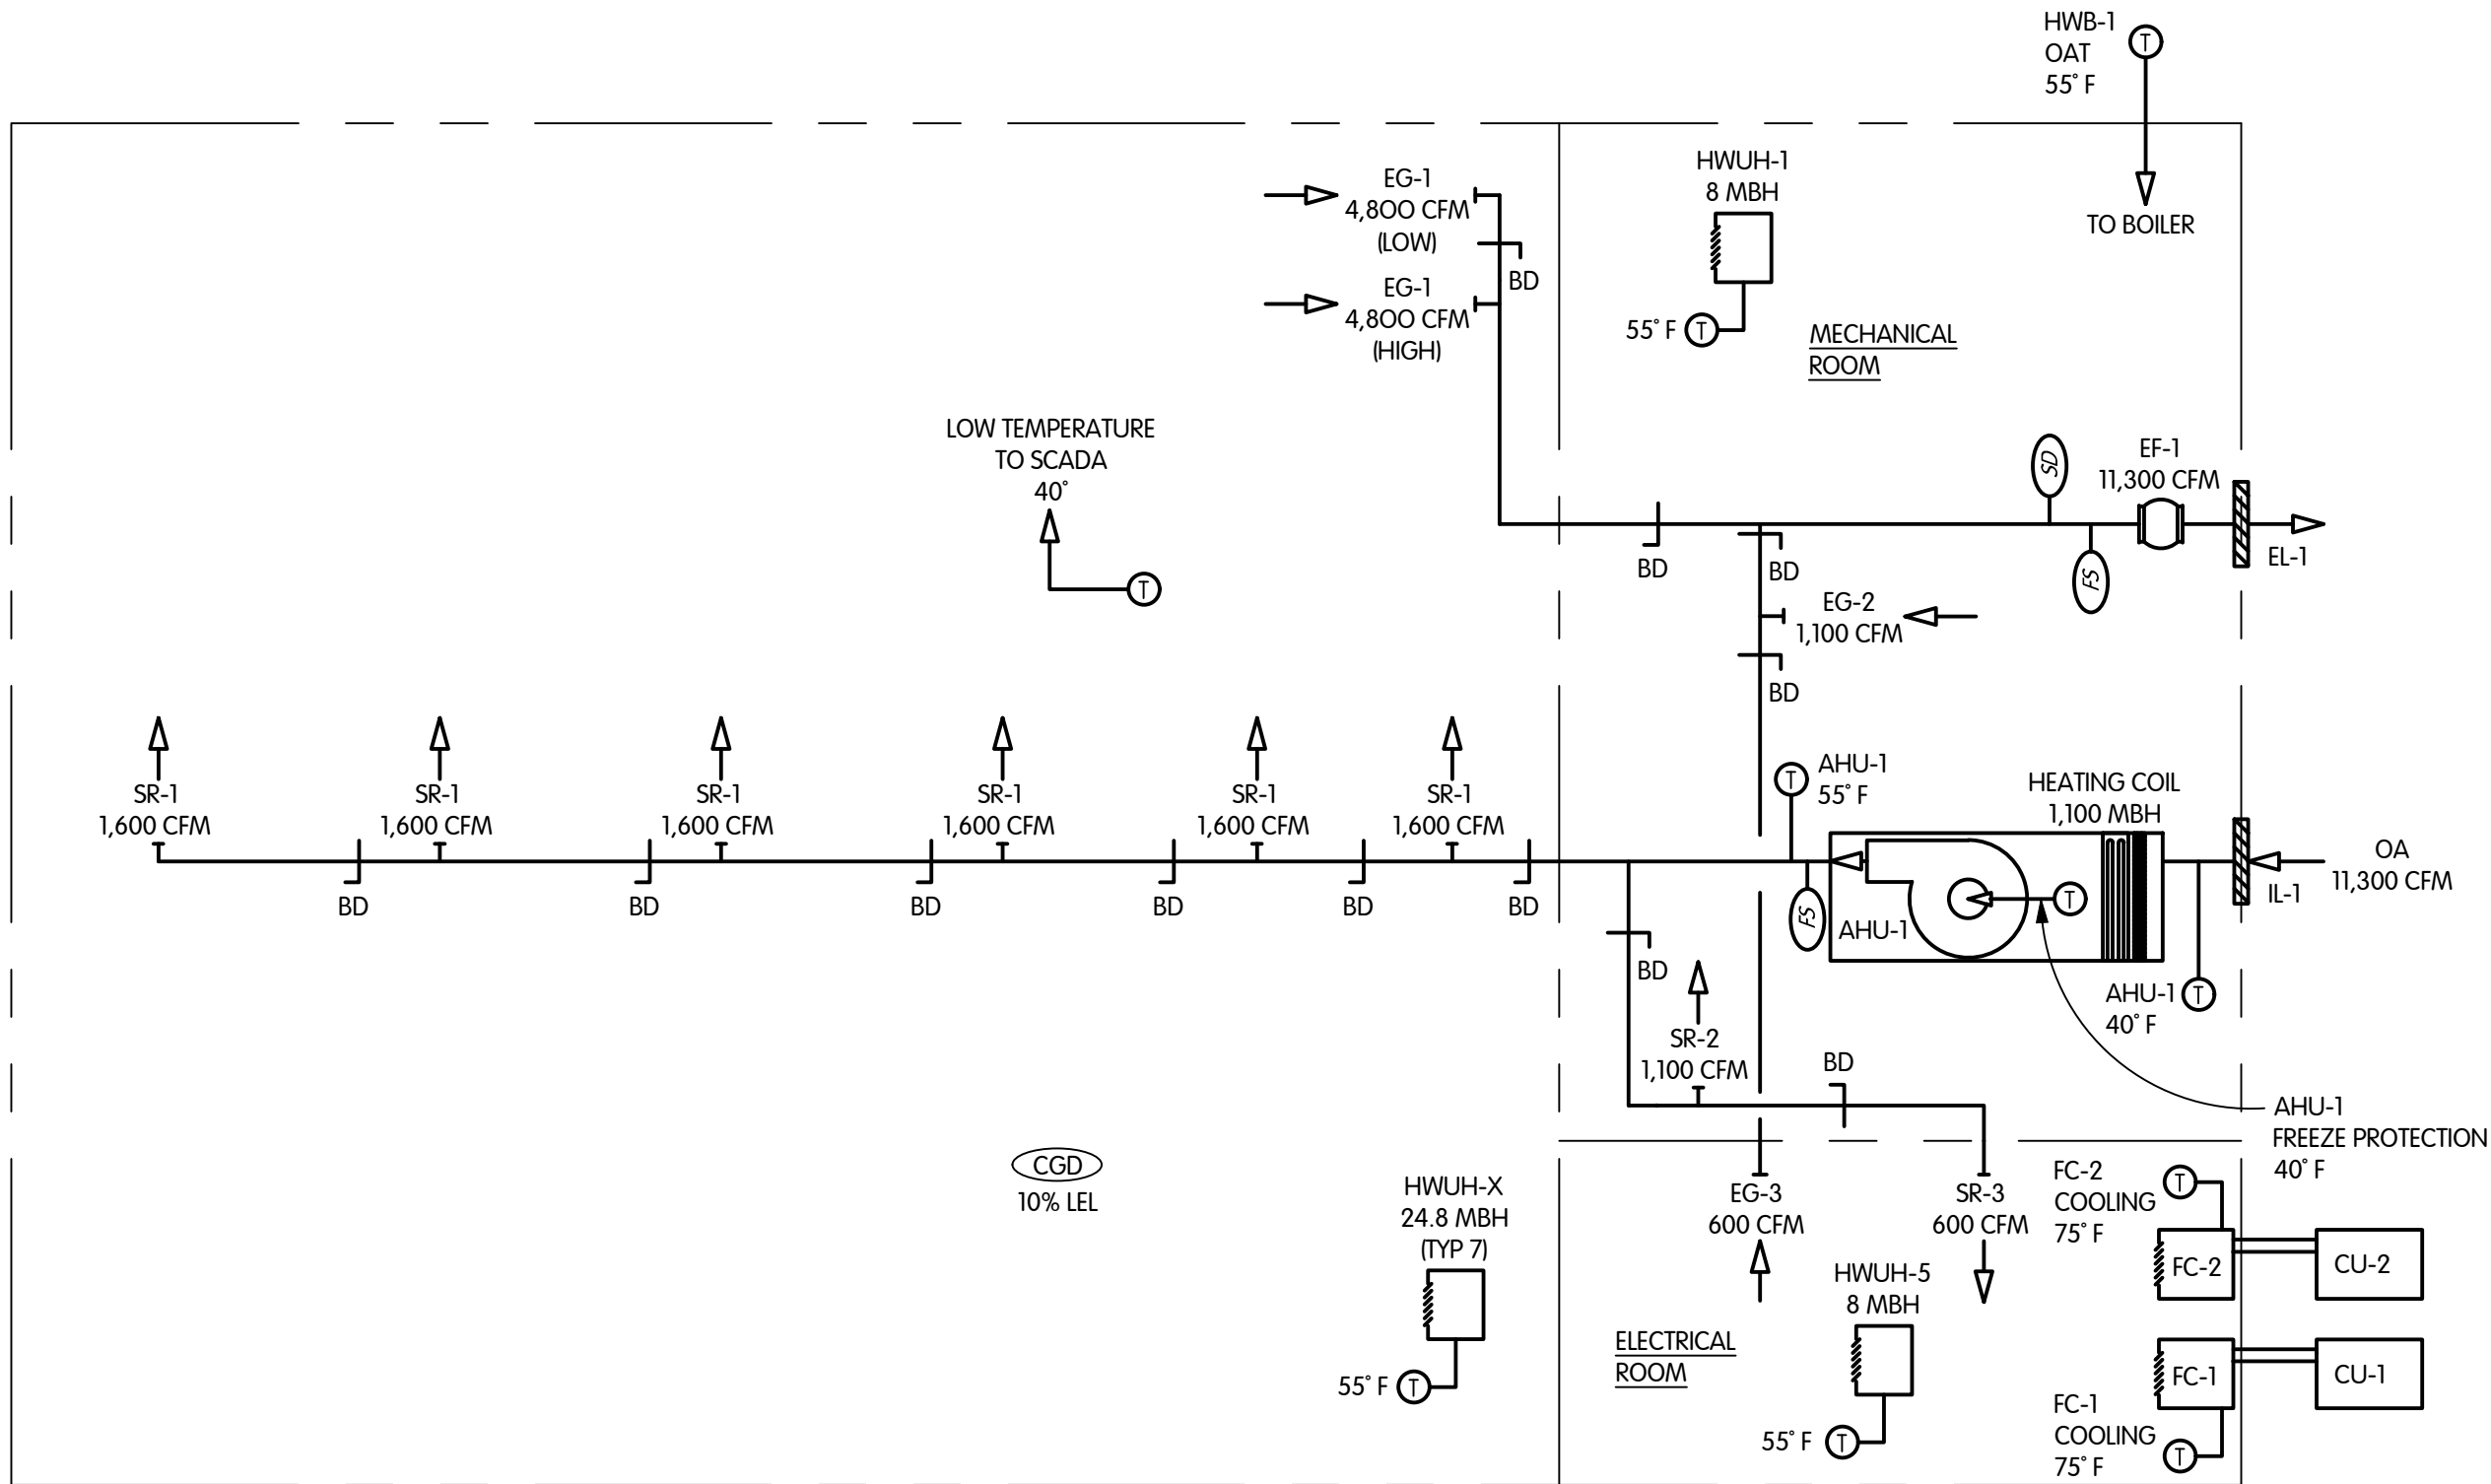 HWB-1
OAT
55° F
T
TO BOILER
EG-1
4,800 CFM
(LOW)
BD
EG-1
4,800 CFM
(HIGH)
HWUH-1
8 MBH
55° F
T
MECHANICAL
ROOM
LOW TEMPERATURE
TO SCADA
40°
T
SD
EF-1
11,300 CFM
EL-1
FS
BD
BD
EG-2
1,100 CFM
BD
SR-1
1,600 CFM
SR-1
1,600 CFM
SR-1
1,600 CFM
SR-1
1,600 CFM
SR-1
1,600 CFM
SR-1
1,600 CFM
BD
BD
BD
BD
BD
BD
T
AHU-1
55° F
HEATING COIL
1,100 MBH
OA
11,300 CFM
IL-1
FS
AHU-1
T
AHU-1
40° F
T
BD
SR-2
1,100 CFM
BD
AHU-1
FREEZE PROTECTION
40° F
CGD
10% LEL
HWUH-X
24.8 MBH
(TYP 7)
55° F
T
EG-3
600 CFM
SR-3
600 CFM
FC-2
COOLING
75° F
T
FC-2
CU-2
HWUH-5
8 MBH
55° F
T
ELECTRICAL
ROOM
FC-1
CU-1
FC-1
COOLING
75° F
T